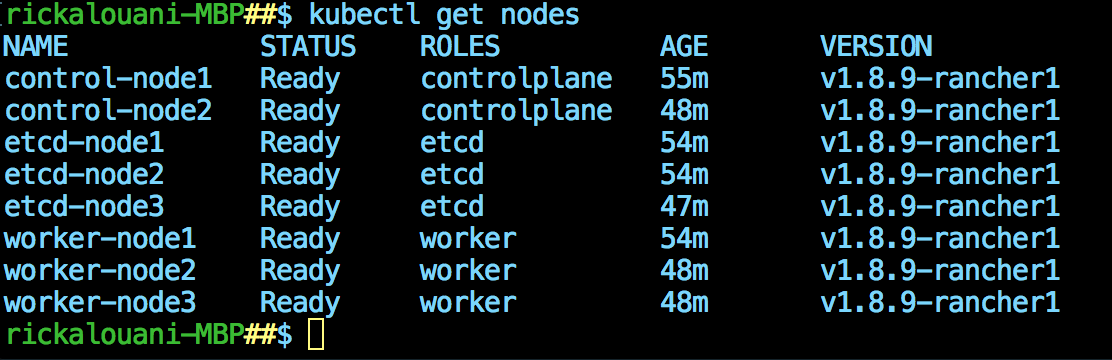 rickalouani-MBP##$ kubectl get nodes
NAME STATUS ROLES AGE VERSION
control-node1 Ready controlplane 55m v1.8.9-rancher1
control-node2 Ready controlplane 48m v1.8.9-rancher1
etcd-node1 Ready etcd 54m v1.8.9-rancher1
etcd-node2 Ready etcd 54m v1.8.9-rancher1
etcd-node3 Ready etcd 47m v1.8.9-rancher1
worker-node1 Ready worker 54m v1.8.9-rancher1
worker-node2 Ready worker 48m v1.8.9-rancher1
worker-node3 Ready worker 48m v1.8.9-rancher1
rickalouani-MBP##$